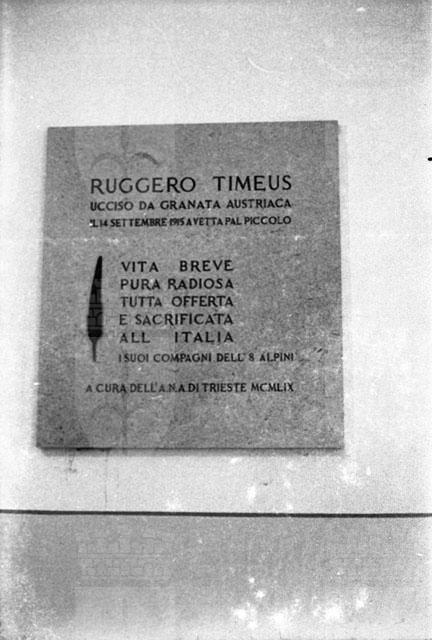 RUGGERO TIMEUS
UCCISO DA GRANATA AUSTRIACA
IL 14 SETTEMBRE 1915 A VETTA PAL PICCOLO
VITA BREVE
PURA RADIOSA
TUTTA OFFERTA
E SACRIFICATA
ALL ITALIA
I SUOI COMPAGNI DELL' 8 ALPINI
A CURA DELL'A.N.A DI TRIESTE MCMLIX